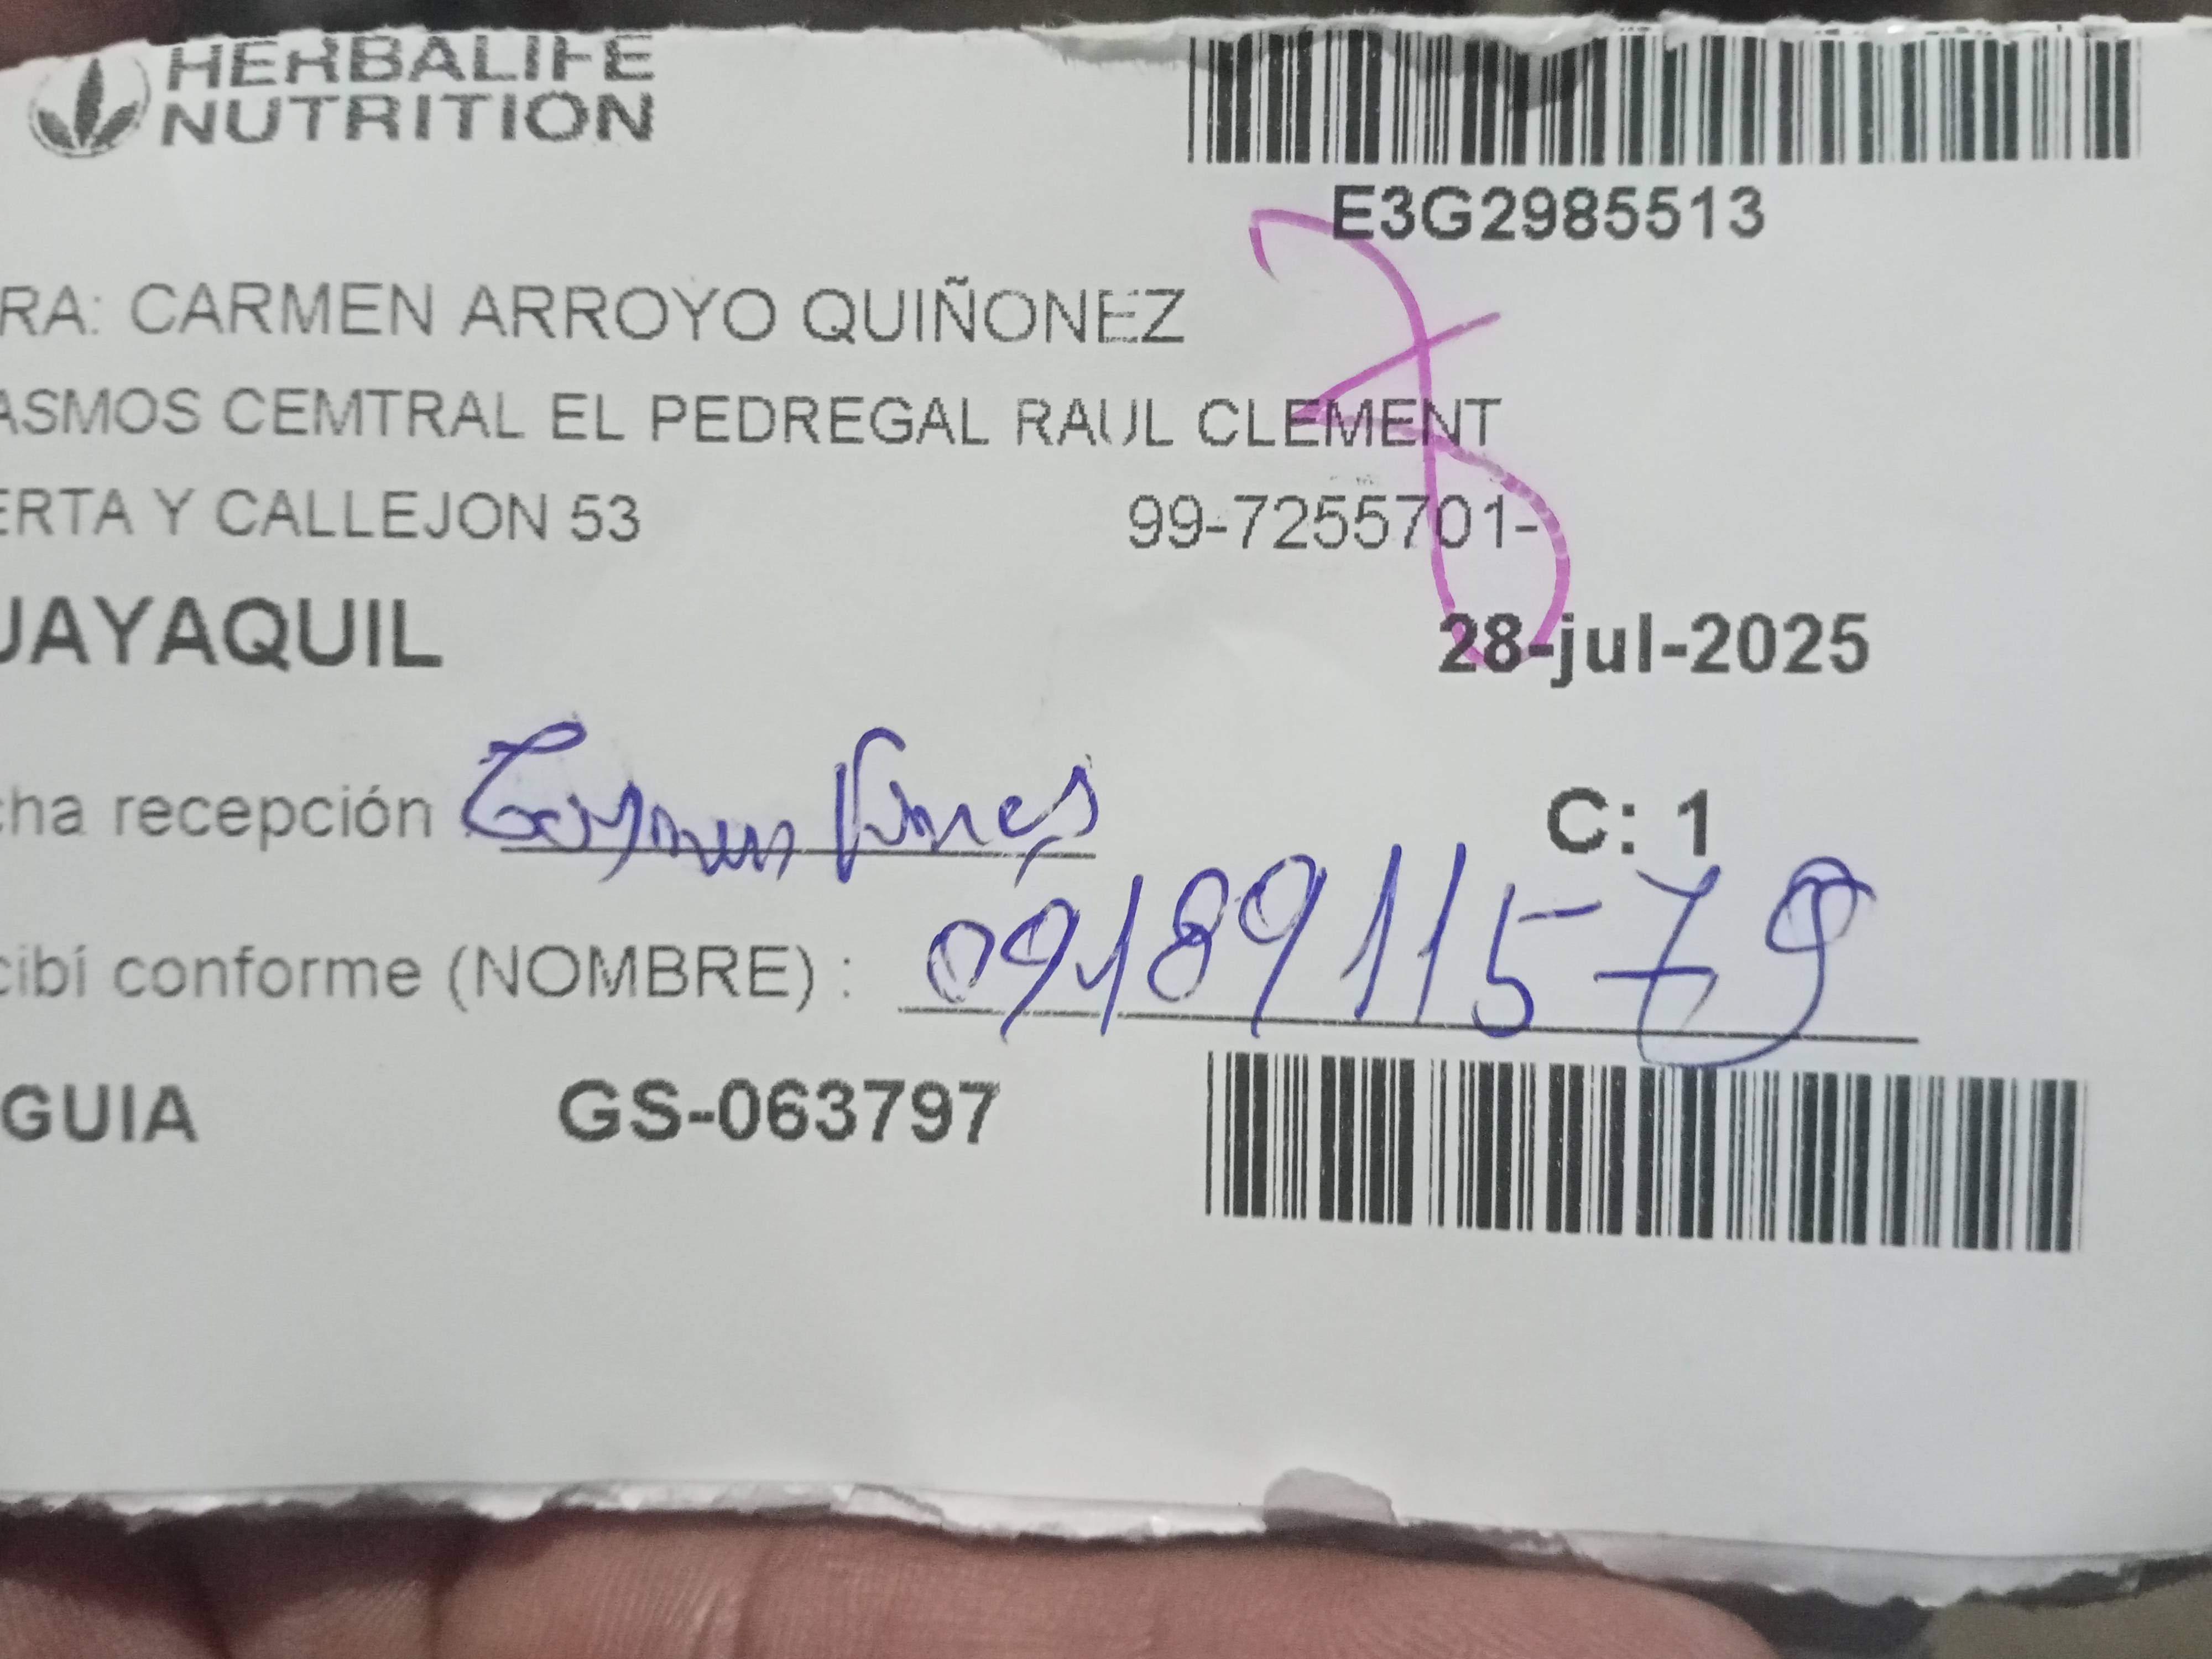 HERBALIFE
NUTRITION
E3G2985513
RA: CARMEN ARROYO QUIÑONEZ
ASMOS CEMTRAL EL PEDREGAL RAUL CLEMENT
ERTA Y CALLEJON 53 99-7255701-
UAYAQUIL 28-jul-2025
cha recepción C: 1
cibí conforme (NOMBRE) : 0918911579
GUIA GS-063797